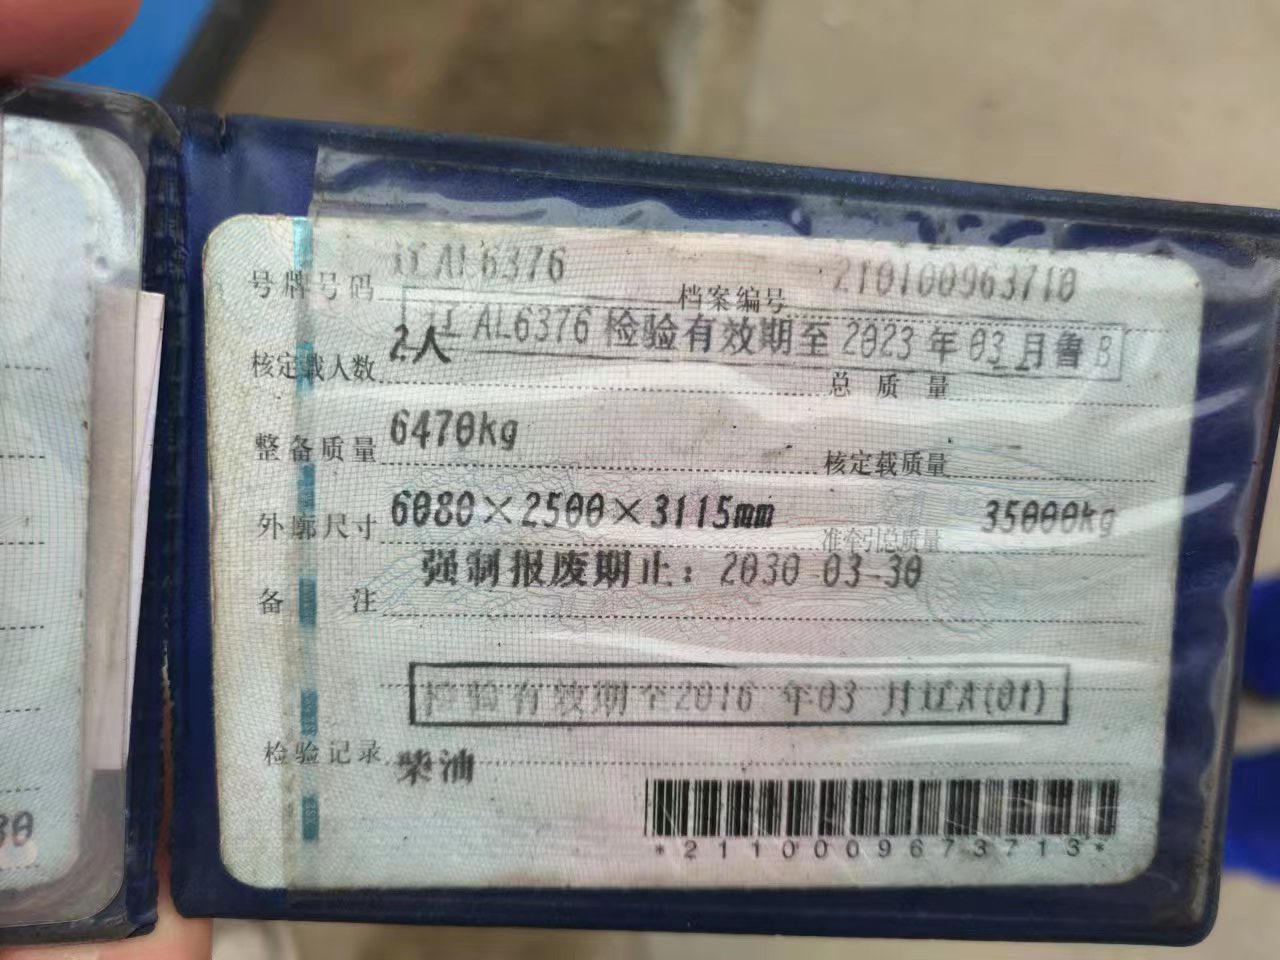 号牌号码 辽AL6376 档案编号 210100963710
辽AL6376检验有效期至2023年03月鲁B
核定载人数 2人 总质量
整备质量 6470kg 核定载质量
外廓尺寸 6080×2500×3115mm 准牵引总质量 35000kg
备注 强制报废期止：2030-03-30
检验有效期至2016年03月辽A(01)
检验记录 柴油
*2110009673713*
30